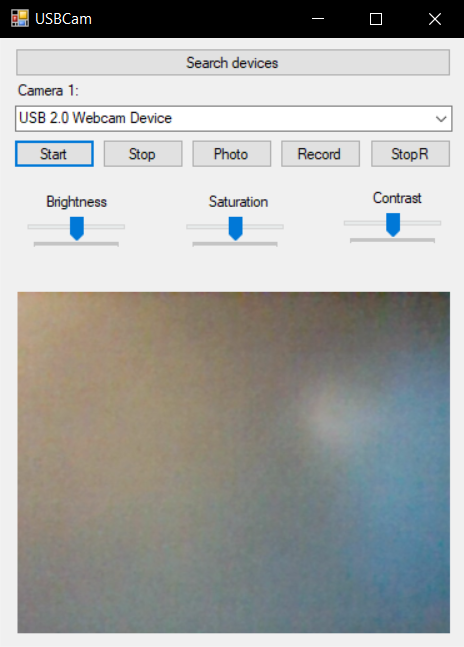 USBCam
Search devices
Camera 1:
USB 2.0 Webcam Device
Start Stop Photo Record StopR
Brightness Saturation Contrast